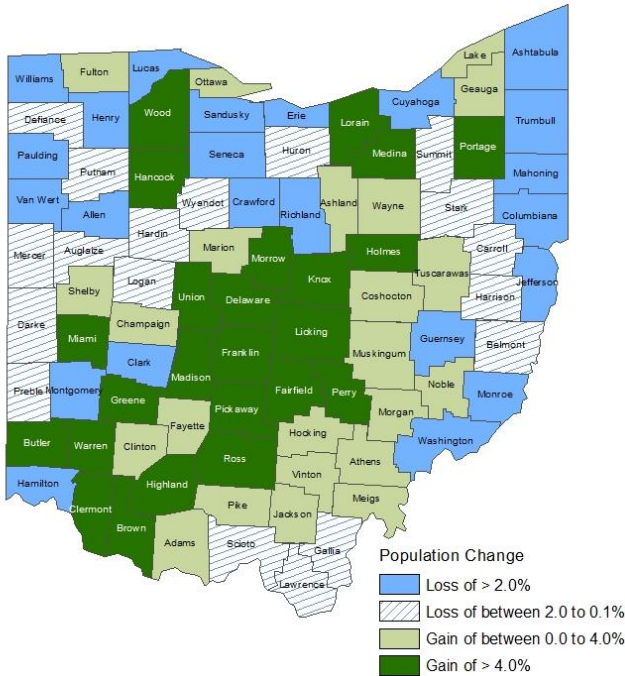 Lake
Ashtabula
Williams
Fulton
Lucas
Ottawa
Geauga
Cuyahoga
Defiance
Henry
Wood
Sandusky
Erie
Lorain
Trumbull
Paulding
Putnam
Hancock
Seneca
Huron
Medina
Summit
Portage
Mahoning
Van Wert
Allen
Wyandot
Crawford
Richland
Ashland
Wayne
Stark
Columbiana
Mercer
Auglaize
Hardin
Marion
Morrow
Holmes
Carroll
Tuscarawas
Jefferson
Shelby
Logan
Union
Delaware
Knox
Coshocton
Harrison
Darke
Champaign
Miami
Licking
Guernsey
Belmont
Clark
Franklin
Muskingum
Preble
Montgomery
Madison
Noble
Monroe
Greene
Pickaway
Fairfield
Perry
Morgan
Fayette
Hocking
Washington
Butler
Warren
Clinton
Ross
Athens
Hamilton
Highland
Vinton
Clermont
Pike
Meigs
Brown
Jackson
Adams
Scioto
Gallia
Lawrence
Population Change
Loss of > 2.0%
Loss of between 2.0 to 0.1%
Gain of between 0.0 to 4.0%
Gain of > 4.0%